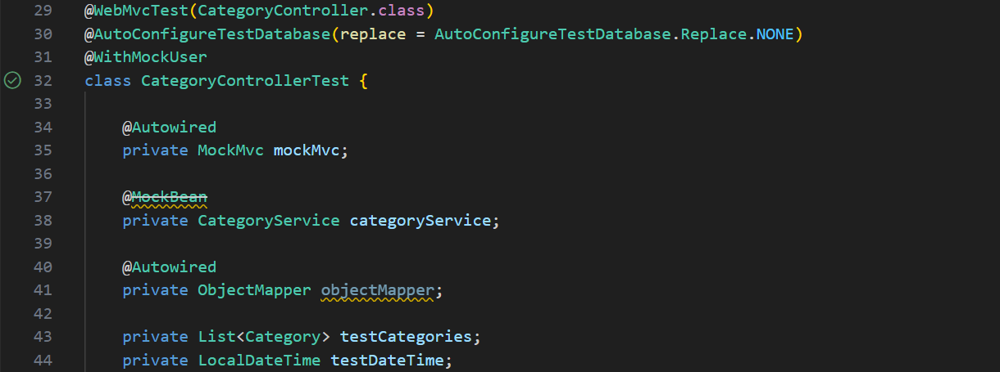 29 @WebMvcTest(CategoryController.class)
30 @AutoConfigureTestDatabase(replace = AutoConfigureTestDatabase.Replace.NONE)
31 @WithMockUser
32 class CategoryControllerTest {
33
34 @Autowired
35 private MockMvc mockMvc;
36
37 @MockBean
38 private CategoryService categoryService;
39
40 @Autowired
41 private ObjectMapper objectMapper;
42
43 private List<Category> testCategories;
44 private LocalDateTime testDateTime;